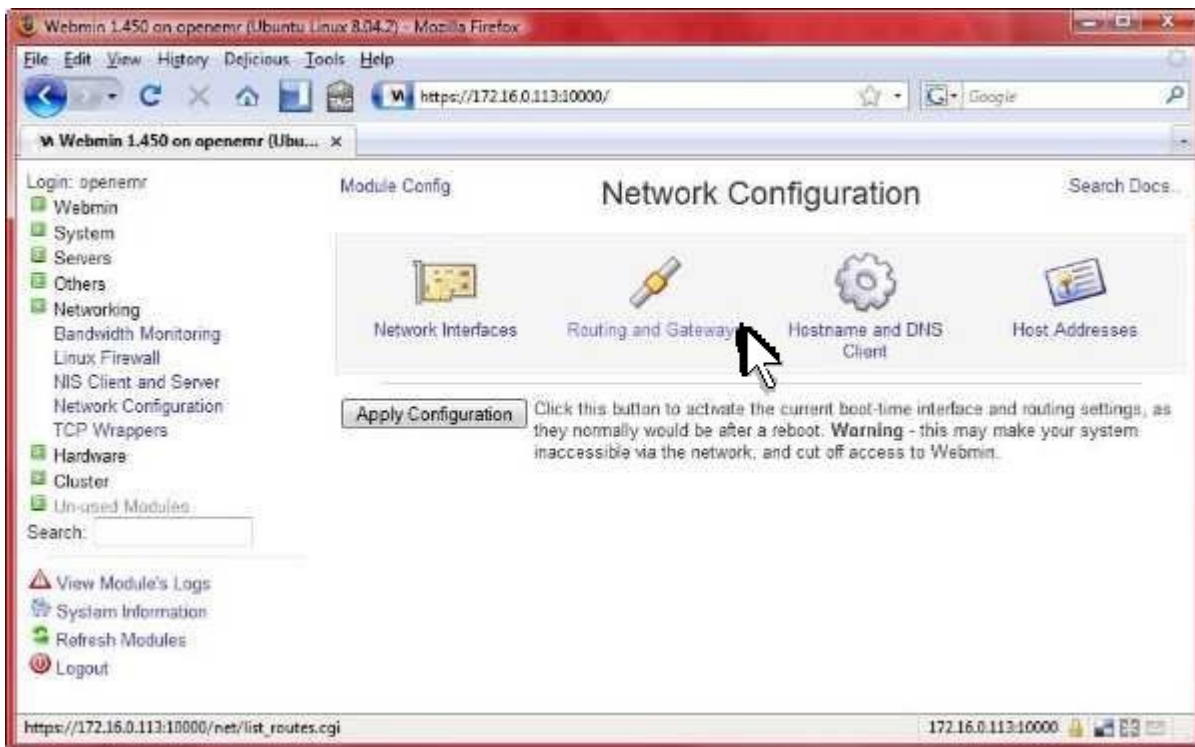 Webmin 1.450 on openemr (Ubuntu Linux 8.04.2) - Mozilla Firefox
File Edit View History Delicious Tools Help
https://172.16.0.113:10000/
Google
Webmin 1.450 on openemr (Ubu...
Login: openemr
Webmin
System
Servers
Others
Networking
Bandwidth Monitoring
Linux Firewall
NIS Client and Server
Network Configuration
TCP Wrappers
Hardware
Cluster
Un-used Modules
Search:
View Module's Logs
System Information
Refresh Modules
Logout
Module Config
Network Configuration
Search Docs..
Network Interfaces
Routing and Gateway
Hostname and DNS
Client
Host Addresses
Apply Configuration
Click this button to activate the current boot-time interface and routing settings, as
they normally would be after a reboot. Warning - this may make your system
inaccessible via the network, and cut off access to Webmin.
https://172.16.0.113:10000/net/list_routes.cgi
172.16.0.113:10000